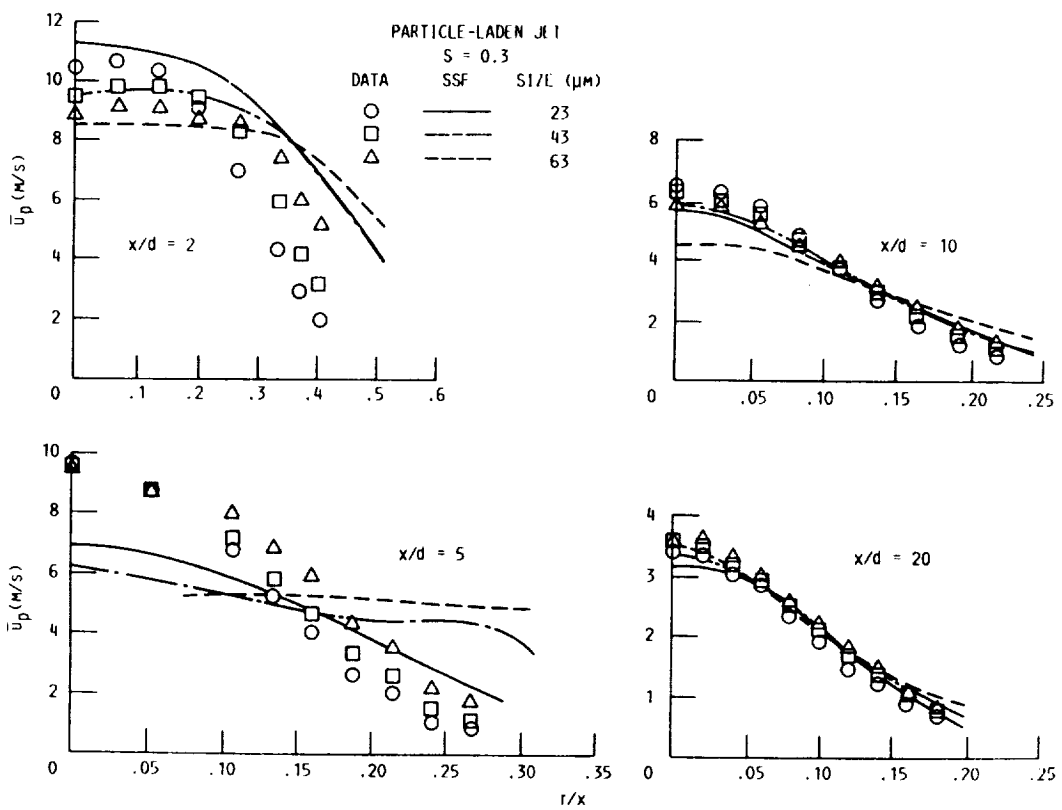 PARTICLE-LADEN JET
S = 0.3
DATA SSF SIZE (µM)
23
43
63
12
10
8
6
4
2
0
ū_p (M/S)
x/d = 2
.1 .2 .3 .4 .5 .6
8
6
4
2
0
x/d = 10
.05 .10 .15 .20 .25
10
8
6
4
2
0
ū_p (M/S)
x/d = 5
.05 .10 .15 .20 .25 .30 .35
r/x
4
3
2
1
0
x/d = 20
.05 .10 .15 .20 .25